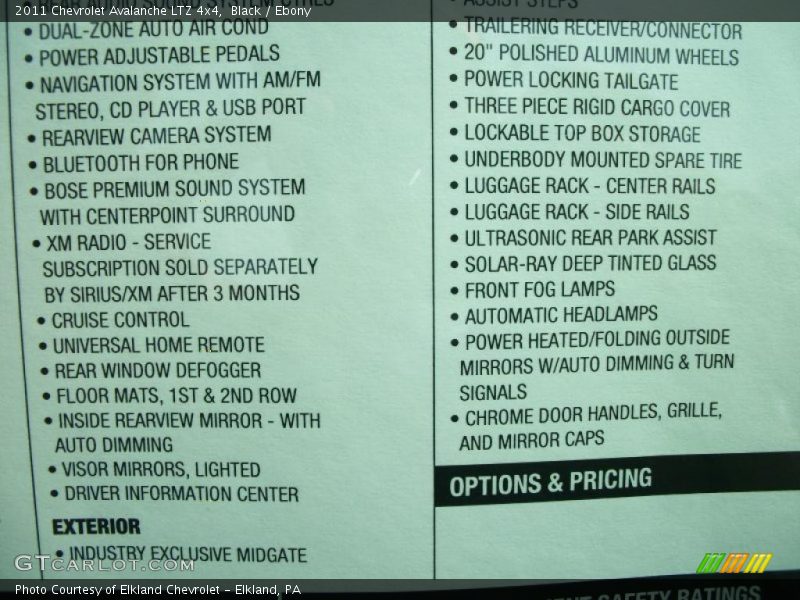 2011 Chevrolet Avalanche LTZ 4x4, Black / Ebony
• DUAL-ZONE AUTO AIR COND
• POWER ADJUSTABLE PEDALS
• NAVIGATION SYSTEM WITH AM/FM
STEREO, CD PLAYER & USB PORT
• REARVIEW CAMERA SYSTEM
• BLUETOOTH FOR PHONE
• BOSE PREMIUM SOUND SYSTEM
WITH CENTERPOINT SURROUND
• XM RADIO - SERVICE
SUBSCRIPTION SOLD SEPARATELY
BY SIRIUS/XM AFTER 3 MONTHS
• CRUISE CONTROL
• UNIVERSAL HOME REMOTE
• REAR WINDOW DEFOGGER
• FLOOR MATS, 1ST & 2ND ROW
• INSIDE REARVIEW MIRROR - WITH
AUTO DIMMING
• VISOR MIRRORS, LIGHTED
• DRIVER INFORMATION CENTER
EXTERIOR
• INDUSTRY EXCLUSIVE MIDGATE
ASSIST STEPS
• TRAILERING RECEIVER/CONNECTOR
• 20" POLISHED ALUMINUM WHEELS
• POWER LOCKING TAILGATE
• THREE PIECE RIGID CARGO COVER
• LOCKABLE TOP BOX STORAGE
• UNDERBODY MOUNTED SPARE TIRE
• LUGGAGE RACK - CENTER RAILS
• LUGGAGE RACK - SIDE RAILS
• ULTRASONIC REAR PARK ASSIST
• SOLAR-RAY DEEP TINTED GLASS
• FRONT FOG LAMPS
• AUTOMATIC HEADLAMPS
• POWER HEATED/FOLDING OUTSIDE
MIRRORS W/AUTO DIMMING & TURN
SIGNALS
• CHROME DOOR HANDLES, GRILLE,
AND MIRROR CAPS
OPTIONS & PRICING
SAFETY RATINGS
GTCARLOT.COM
Photo Courtesy of Elkland Chevrolet - Elkland, PA